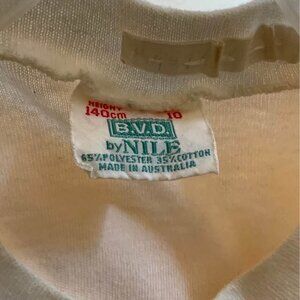 HEIGHT
140cm 10
B.V.D.
by NILE
65% POLYESTER 35% COTTON
MADE IN AUSTRALIA